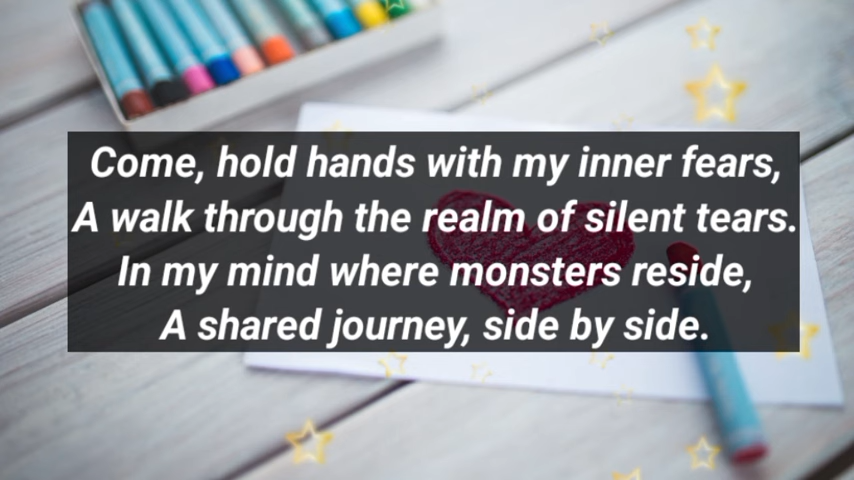 Come, hold hands with my inner fears,
A walk through the realm of silent tears.
In my mind where monsters reside,
A shared journey, side by side.